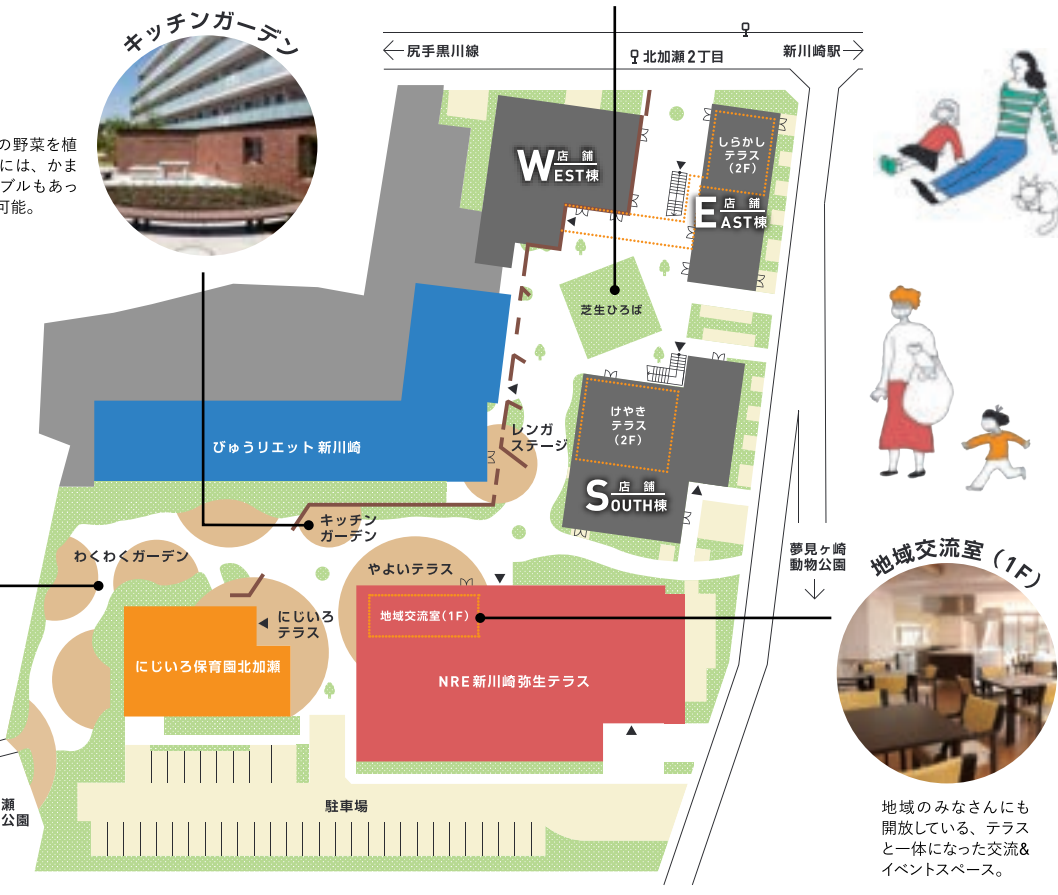 キッチンガーデン
の野菜を植
には、かま
ブルもあっ
可能。
尻手黒川線
北加瀬2丁目
新川崎駅
WEST棟
店舗
しらかし
テラス
(2F)
EAST棟
店舗
芝生ひろば
けやき
テラス
(2F)
SOUTH棟
店舗
びゅうリエット新川崎
レンガ
ステージ
キッチン
ガーデン
わくわくガーデン
やよいテラス
夢見ヶ崎
動物公園
地域交流室(1F)
にじいろ
テラス
地域交流室(1F)
にじいろ保育園北加瀬
NRE新川崎弥生テラス
瀬
公園
駐車場
地域のみなさんにも
開放している、テラス
と一体になった交流&
イベントスペース。